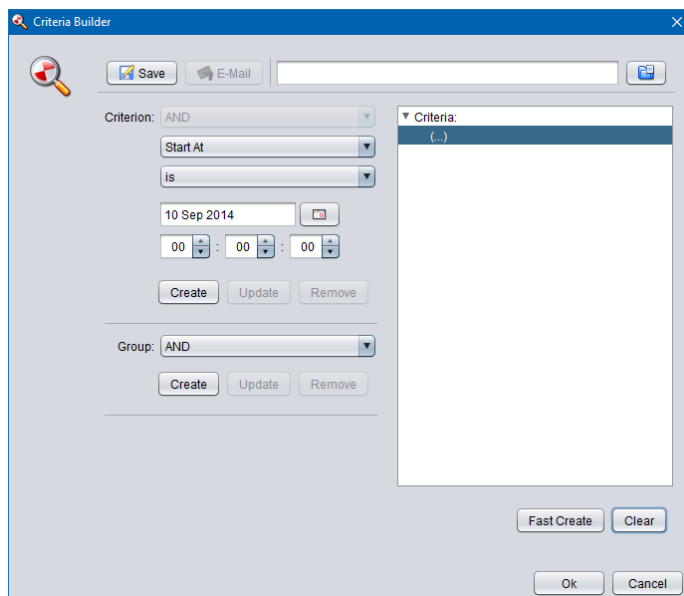 Criteria Builder
Save
E-Mail
Criterion:
AND
Start At
is
10 Sep 2014
00 : 00 : 00
Create
Update
Remove
Group:
AND
Create
Update
Remove
Criteria:
(...)
Fast Create
Clear
Ok
Cancel